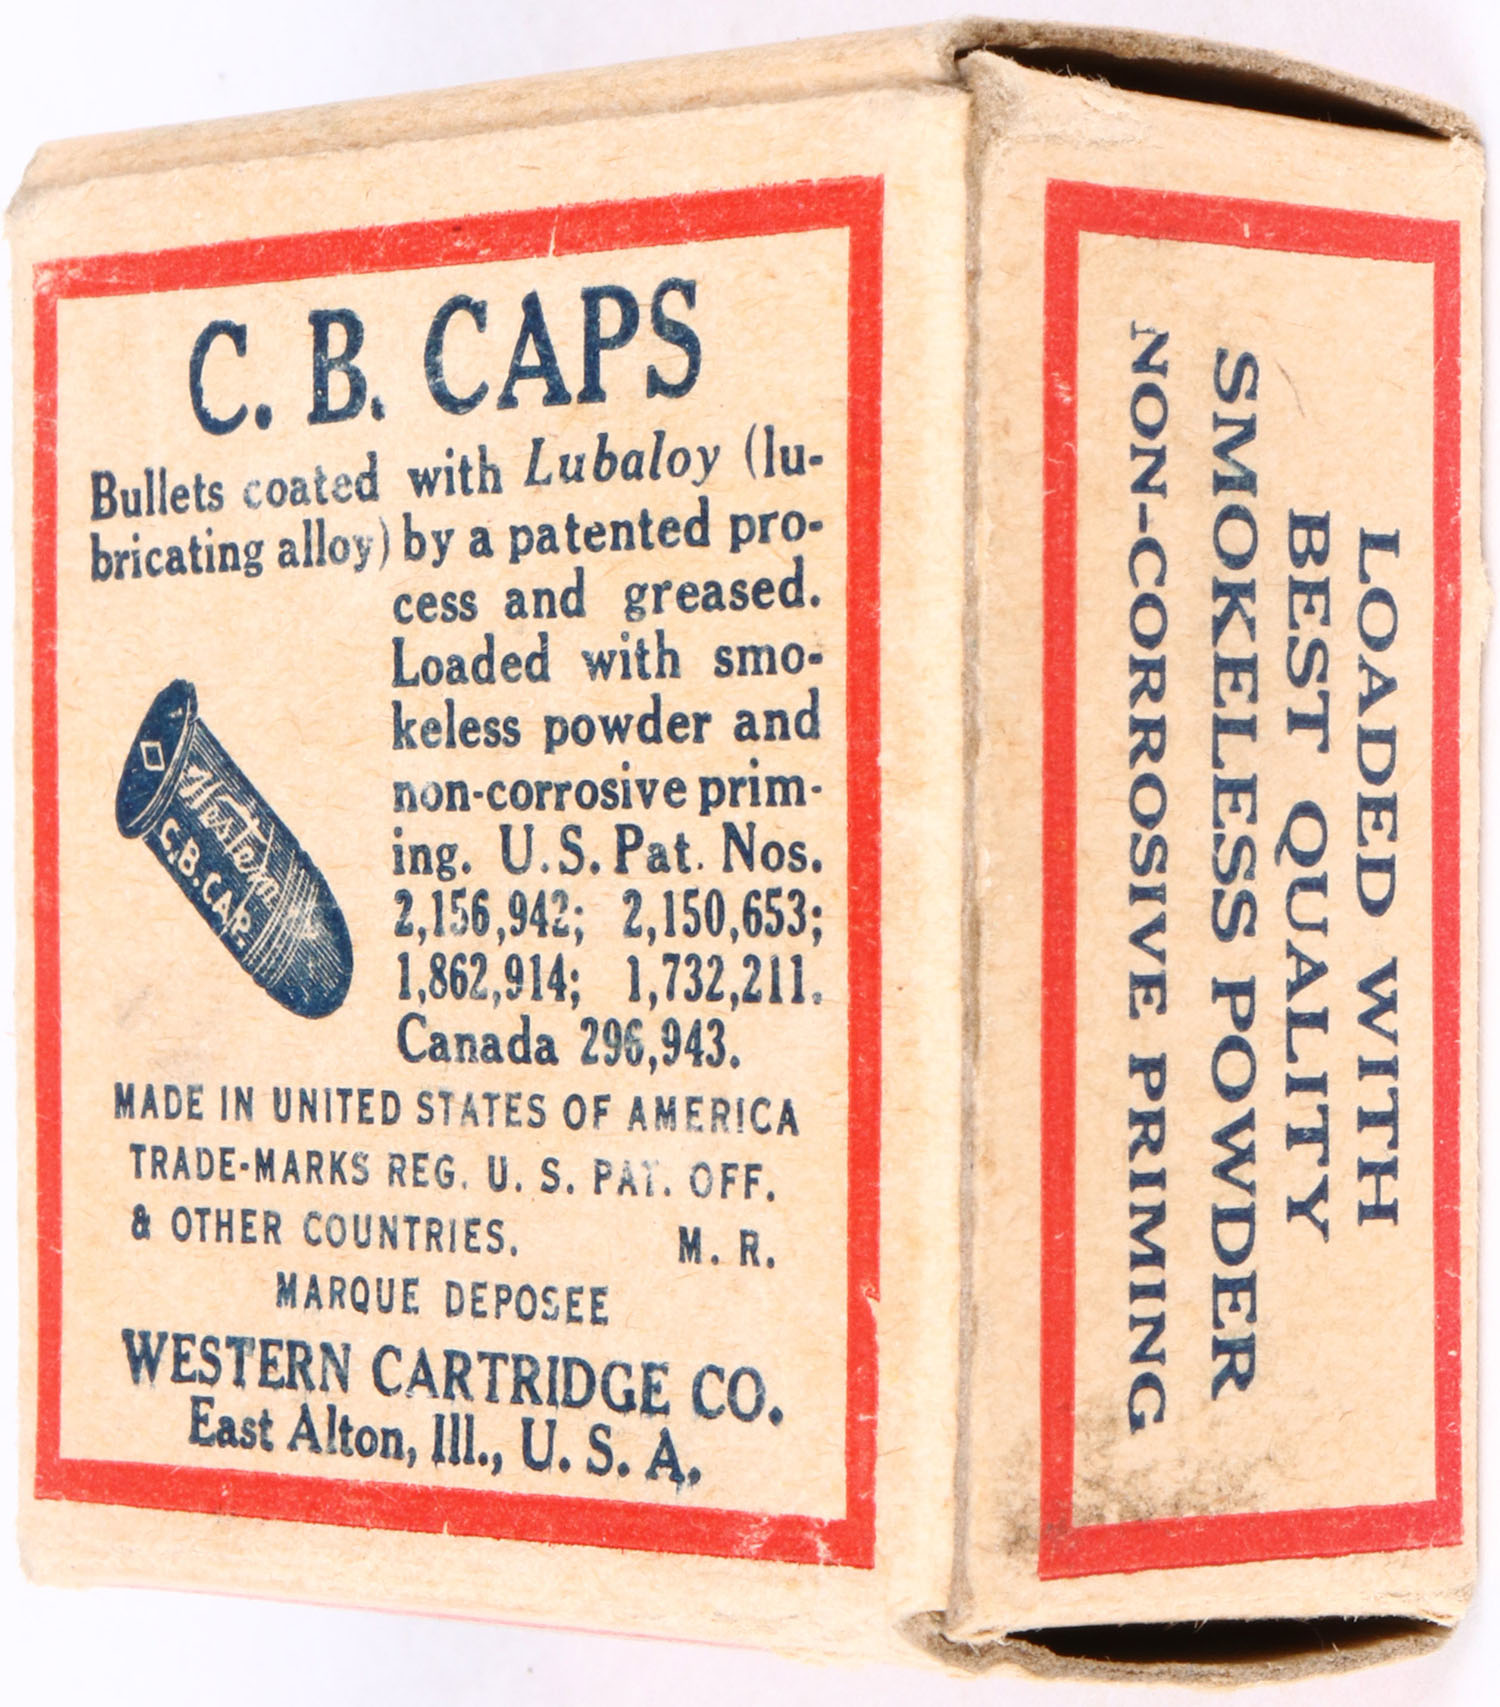 C. B. CAPS
Bullets coated with Lubaloy (lu-
bricating alloy) by a patented pro-
cess and greased.
Loaded with smo-
keless powder and
non-corrosive prim-
ing. U.S. Pat. Nos.
2,156,942; 2,150,653;
1,862,914; 1,732,211.
Canada 296,943.
Western
C.B.CAP.
MADE IN UNITED STATES OF AMERICA
TRADE-MARKS REG. U. S. PAT. OFF.
& OTHER COUNTRIES. M. R.
MARQUE DEPOSEE
WESTERN CARTRIDGE CO.
East Alton, Ill., U. S. A.
LOADED WITH
BEST QUALITY
SMOKELESS POWDER
NON-CORROSIVE PRIMING